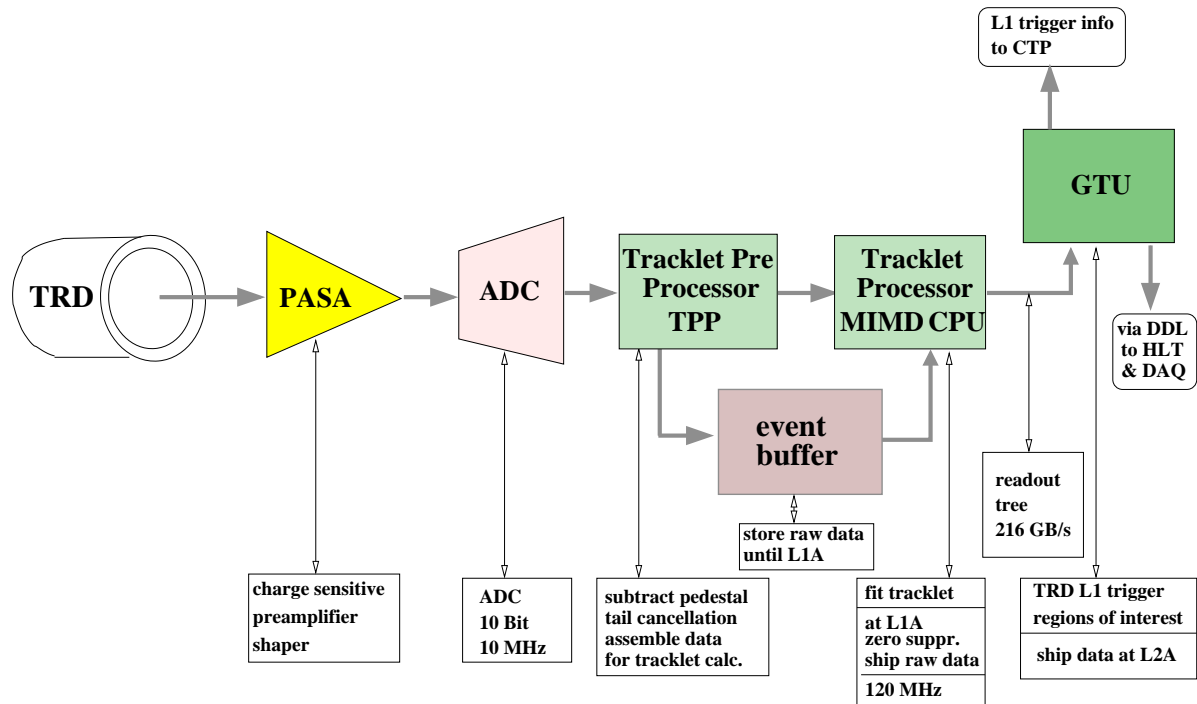 L1 trigger info
to CTP
GTU
TRD
PASA
ADC
Tracklet Pre
Processor
TPP
Tracklet
Processor
MIMD CPU
via DDL
to HLT
& DAQ
event
buffer
readout
tree
216 GB/s
store raw data
until L1A
charge sensitive
preamplifier
shaper
ADC
10 Bit
10 MHz
subtract pedestal
tail cancellation
assemble data
for tracklet calc.
fit tracklet
at L1A
zero suppr.
ship raw data
120 MHz
TRD L1 trigger
regions of interest
ship data at L2A